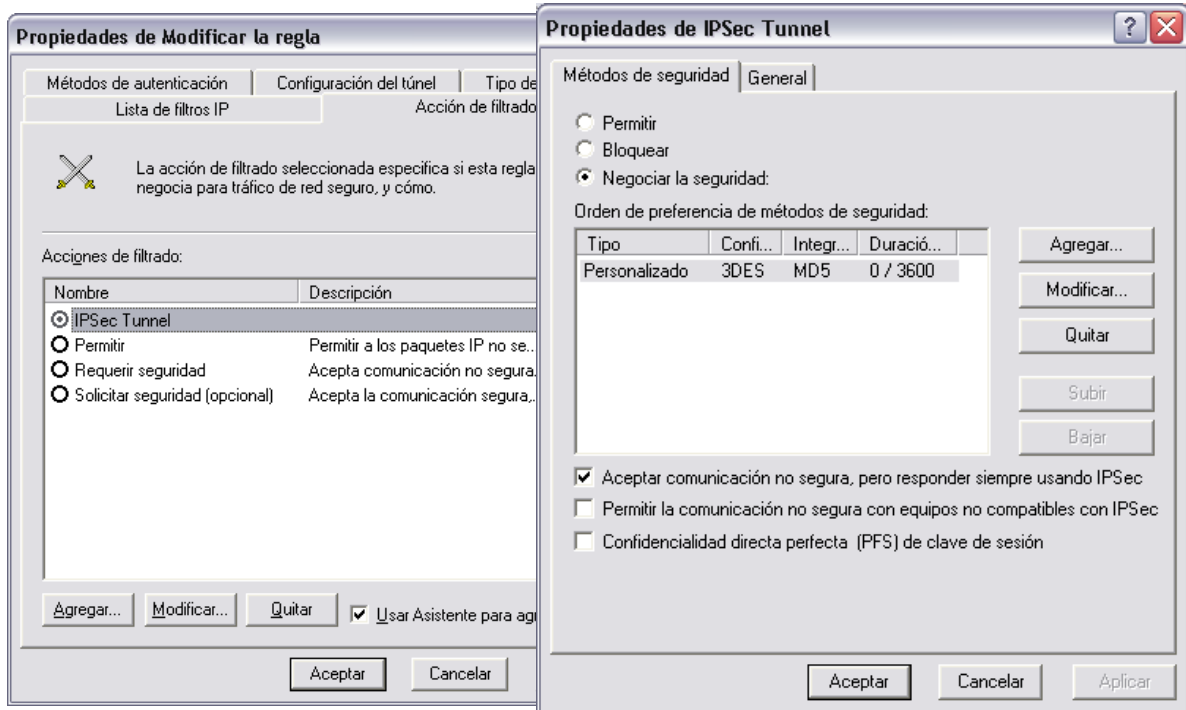 Propiedades de Modificar la regla
Métodos de autenticación
Configuración del túnel
Tipo de
Lista de filtros IP
Acción de filtrado
La acción de filtrado seleccionada especifica si esta regla
negocia para tráfico de red seguro, y cómo.
Acciones de filtrado:
Nombre Descripción
IPSec Tunnel
Permitir Permitir a los paquetes IP no se...
Requerir seguridad Acepta comunicación no segura
Solicitar seguridad (opcional) Acepta la comunicación segura,...
Agregar... Modificar... Quitar Usar Asistente para agr
Aceptar Cancelar
Propiedades de IPSec Tunnel
Métodos de seguridad General
Permitir
Bloquear
Negociar la seguridad:
Orden de preferencia de métodos de seguridad:
Tipo Confi... Integr... Duració...
Personalizado 3DES MD5 0 / 3600
Agregar...
Modificar...
Quitar
Subir
Bajar
Aceptar comunicación no segura, pero responder siempre usando IPSec
Permitir la comunicación no segura con equipos no compatibles con IPSec
Confidencialidad directa perfecta (PFS) de clave de sesión
Aceptar Cancelar Aplicar